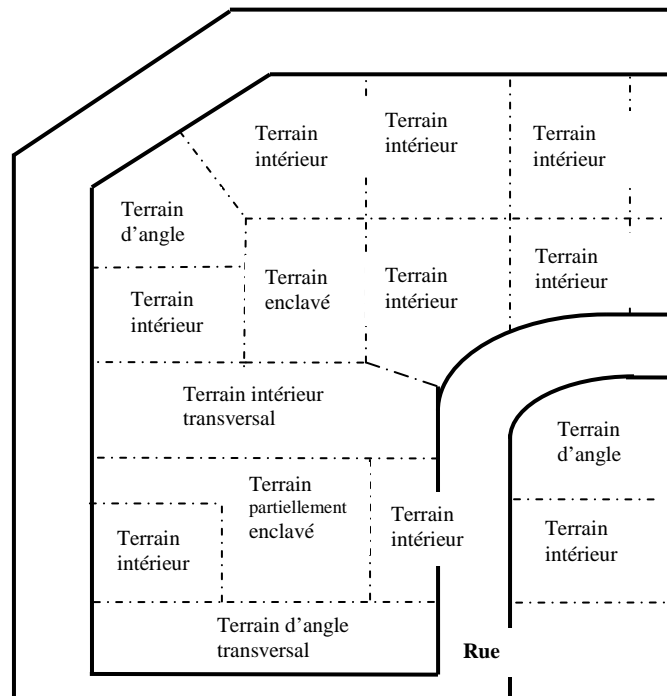 Terrain
intérieur
Terrain
intérieur
Terrain
intérieur
Terrain
d’angle
Terrain
intérieur
Terrain
enclavé
Terrain
intérieur
Terrain
intérieur
Terrain intérieur
transversal
Terrain
d’angle
Terrain
partiellement
enclavé
Terrain
intérieur
Terrain
intérieur
Terrain
intérieur
Terrain d’angle
transversal
Rue